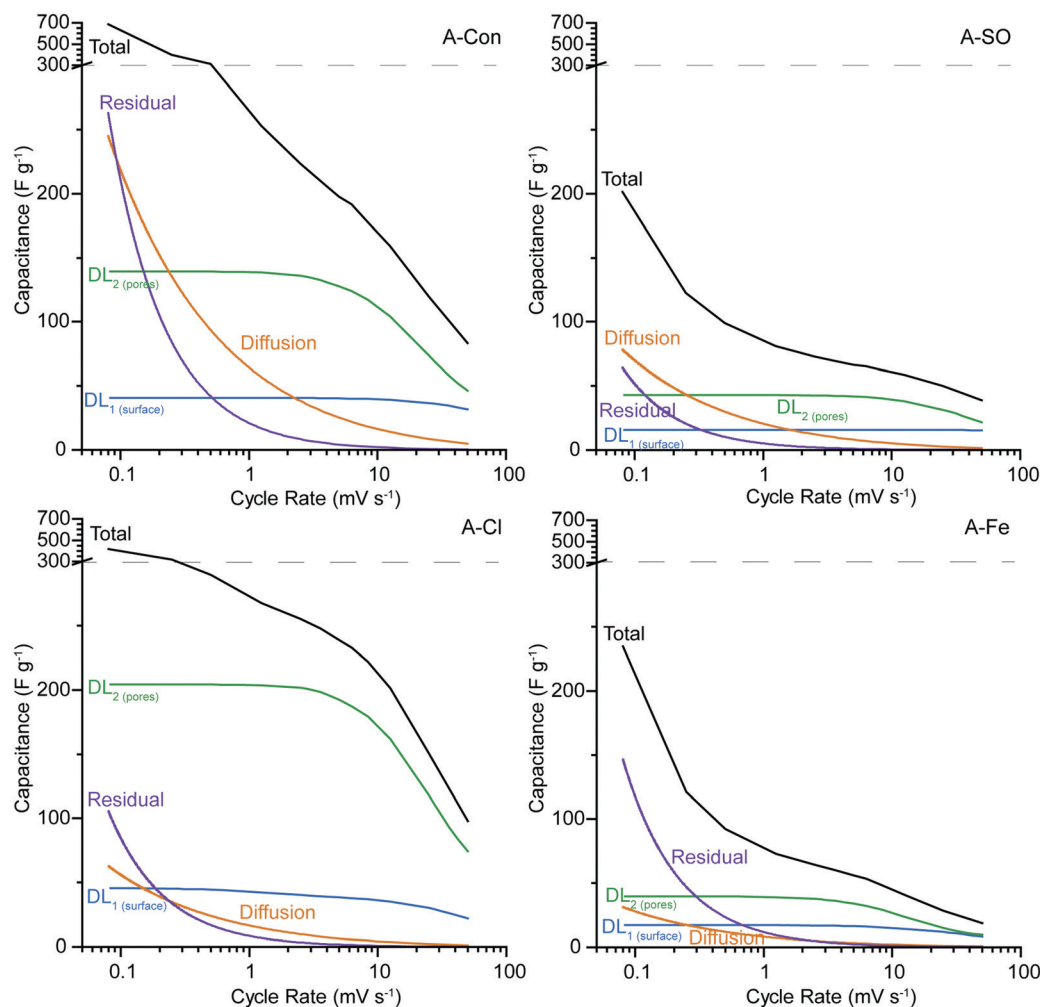 A-Con
700
500
300
200
100
0
Capacitance (F g⁻¹)
Total
Residual
DL2 (pores)
Diffusion
DL1 (surface)
0.1
1
10
100
Cycle Rate (mV s⁻¹)
A-SO
700
500
300
200
100
0
Capacitance (F g⁻¹)
Total
Diffusion
Residual
DL2 (pores)
DL1 (surface)
0.1
1
10
100
Cycle Rate (mV s⁻¹)
A-Cl
700
500
300
200
100
0
Capacitance (F g⁻¹)
Total
DL2 (pores)
Residual
DL1 (surface)
Diffusion
0.1
1
10
100
Cycle Rate (mV s⁻¹)
A-Fe
700
500
300
200
100
0
Capacitance (F g⁻¹)
Total
Residual
DL2 (pores)
DL1 (surface)
Diffusion
0.1
1
10
100
Cycle Rate (mV s⁻¹)